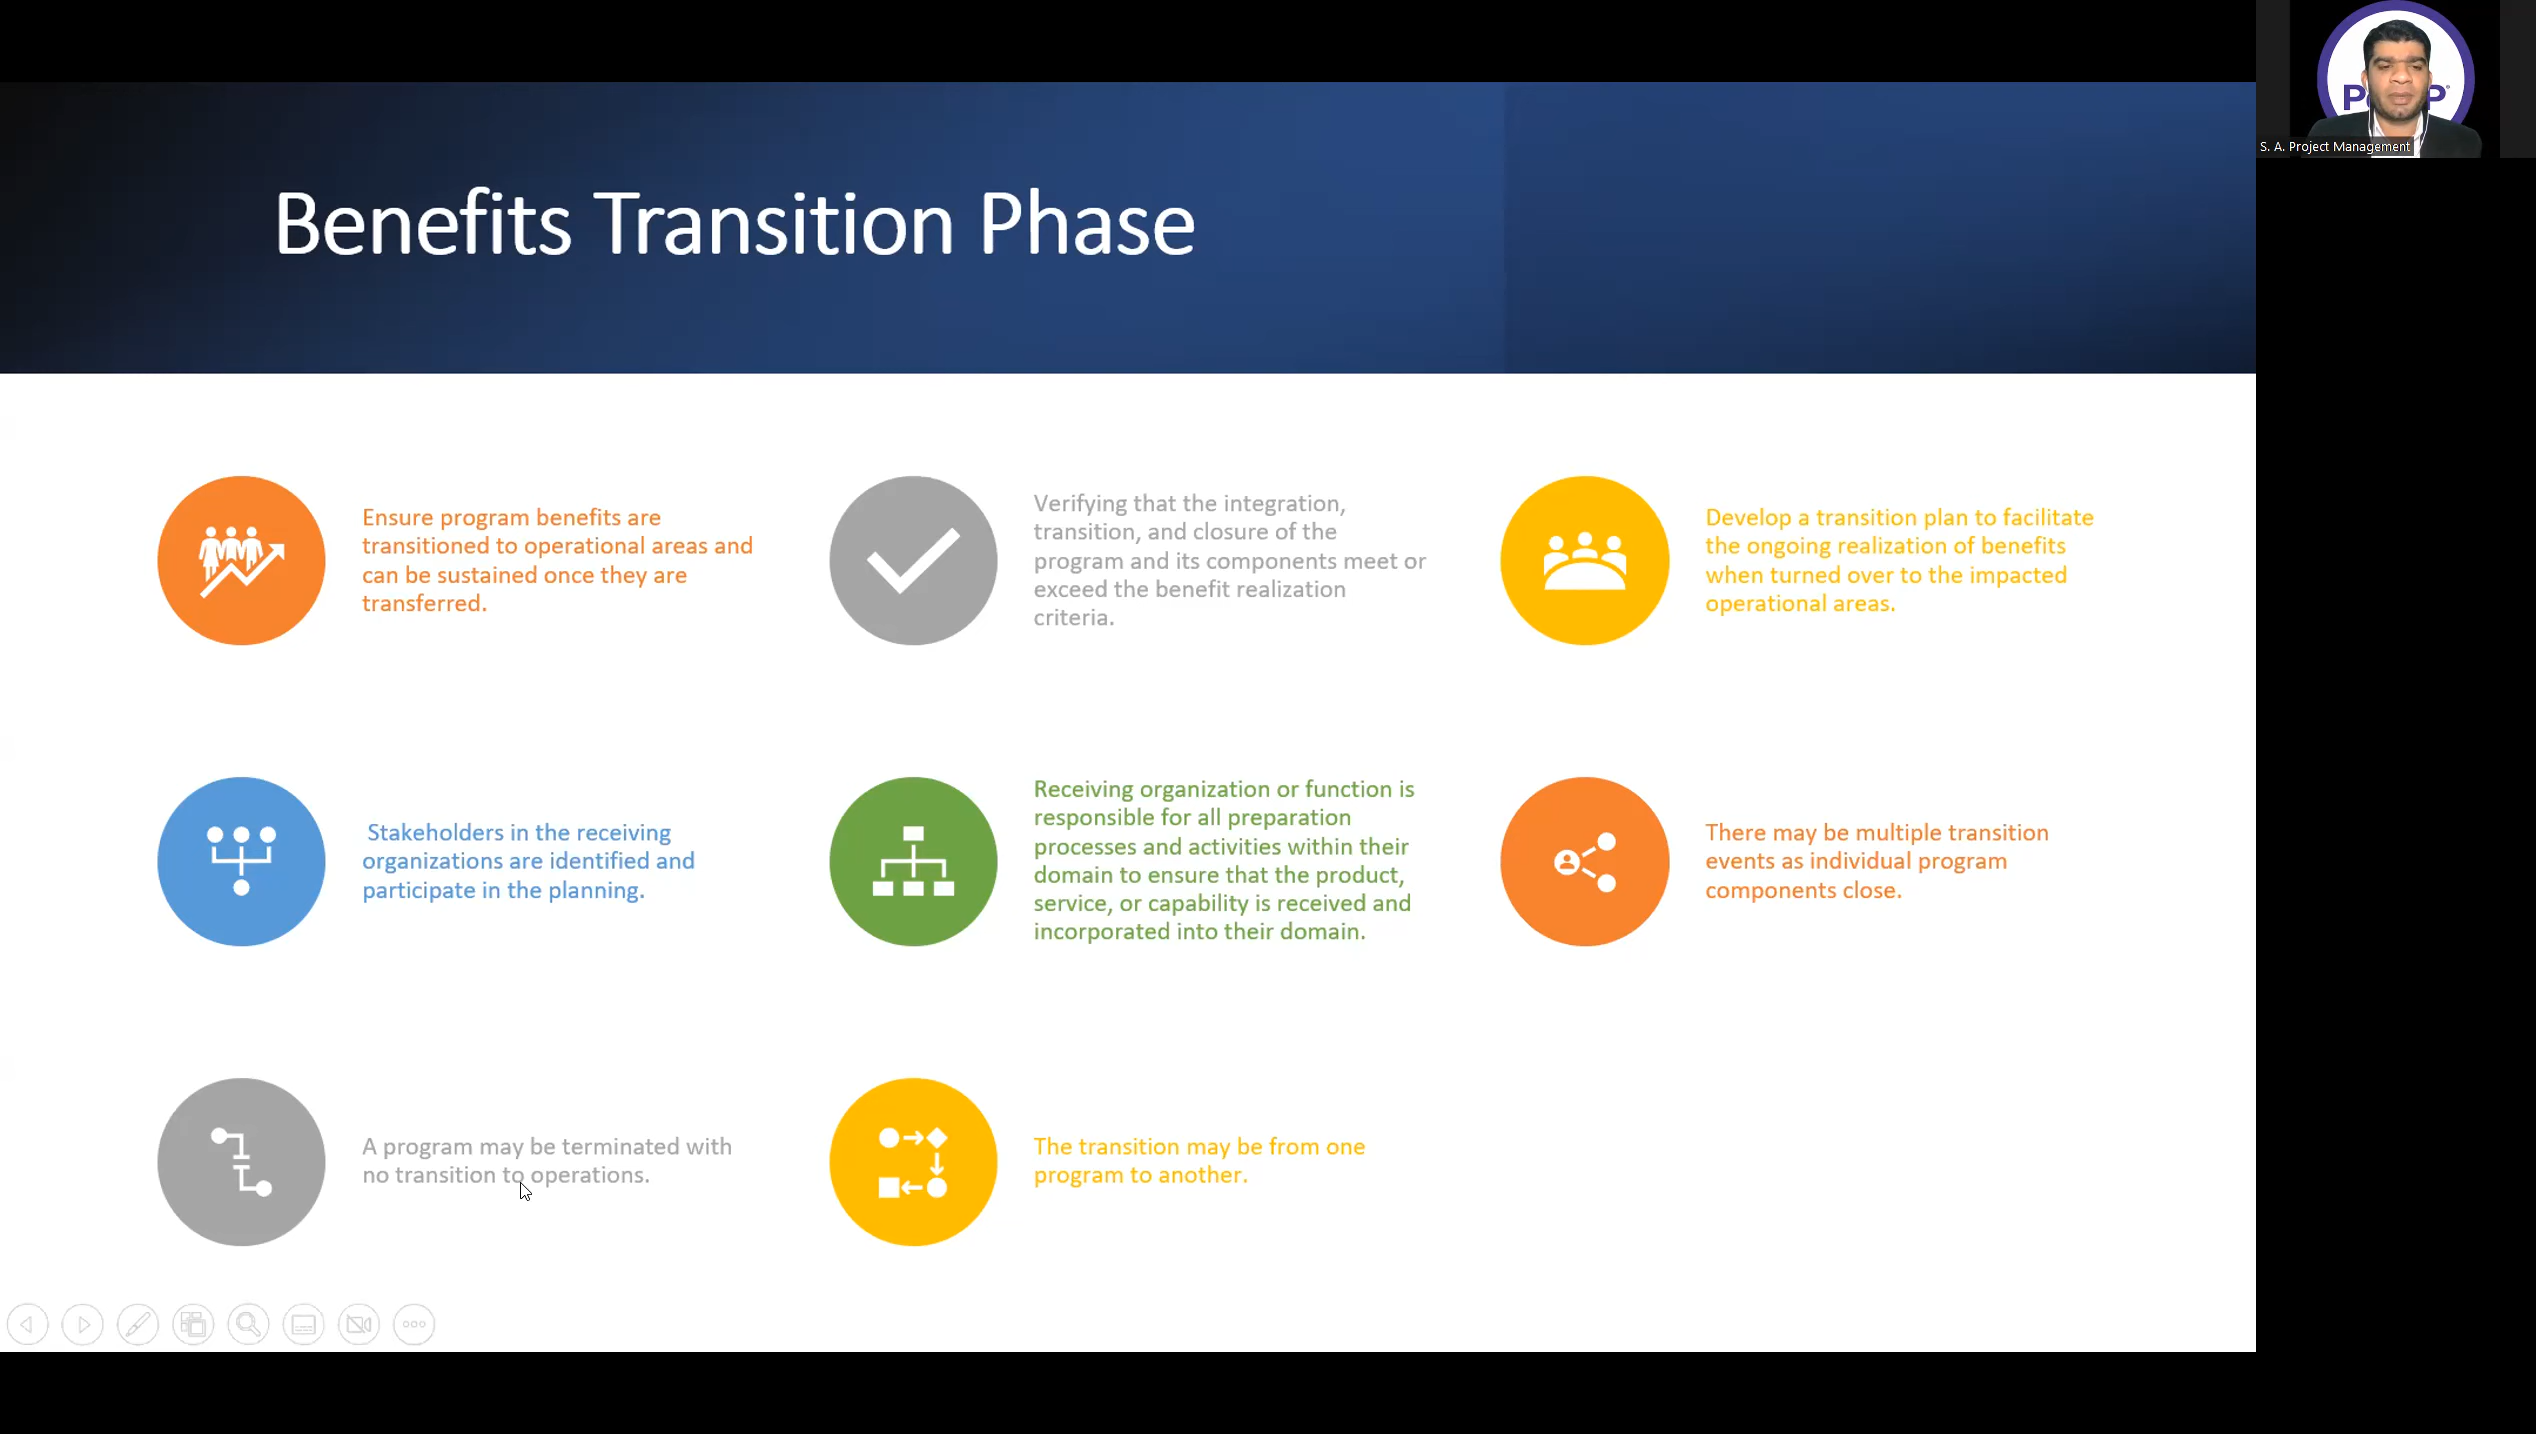 Benefits Transition Phase
Ensure program benefits are
transitioned to operational areas and
can be sustained once they are
transferred.
Verifying that the integration,
transition, and closure of the
program and its components meet or
exceed the benefit realization
criteria.
Develop a transition plan to facilitate
the ongoing realization of benefits
when turned over to the impacted
operational areas.
Stakeholders in the receiving
organizations are identified and
participate in the planning.
Receiving organization or function is
responsible for all preparation
processes and activities within their
domain to ensure that the product,
service, or capability is received and
incorporated into their domain.
There may be multiple transition
events as individual program
components close.
A program may be terminated with
no transition to operations.
The transition may be from one
program to another.
S. A. Project Management